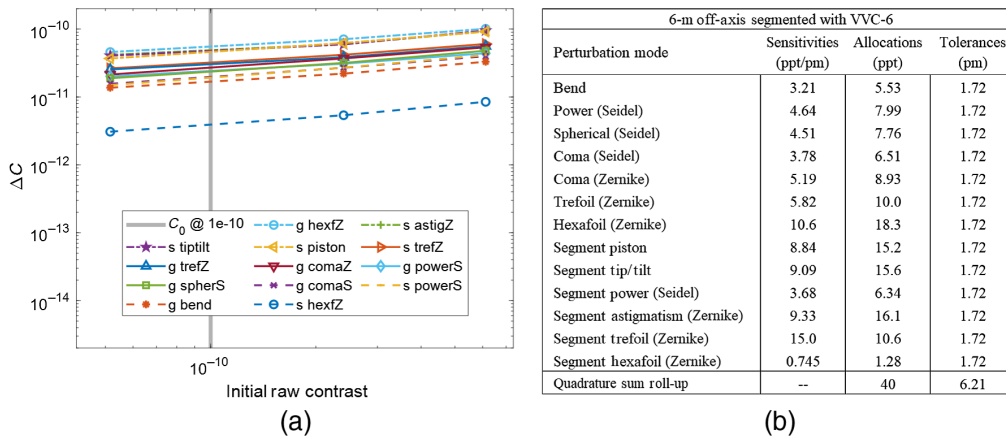 10^-10
10^-11
10^-12
10^-13
10^-14
ΔC
C0 @ 1e-10
g hexfZ
s astigZ
s tiptilt
s piston
s trefZ
g trefZ
g comaZ
g powerS
g spherS
g comaS
s powerS
g bend
s hexfZ
10^-10
Initial raw contrast
(a)
6-m off-axis segmented with VVC-6
Perturbation mode Sensitivities (ppt/pm) Allocations (ppt) Tolerances (pm)
Bend 3.21 5.53 1.72
Power (Seidel) 4.64 7.99 1.72
Spherical (Seidel) 4.51 7.76 1.72
Coma (Seidel) 3.78 6.51 1.72
Coma (Zernike) 5.19 8.93 1.72
Trefoil (Zernike) 5.82 10.0 1.72
Hexafoil (Zernike) 10.6 18.3 1.72
Segment piston 8.84 15.2 1.72
Segment tip/tilt 9.09 15.6 1.72
Segment power (Seidel) 3.68 6.34 1.72
Segment astigmatism (Zernike) 9.33 16.1 1.72
Segment trefoil (Zernike) 15.0 10.6 1.72
Segment hexafoil (Zernike) 0.745 1.28 1.72
Quadrature sum roll-up -- 40 6.21
(b)